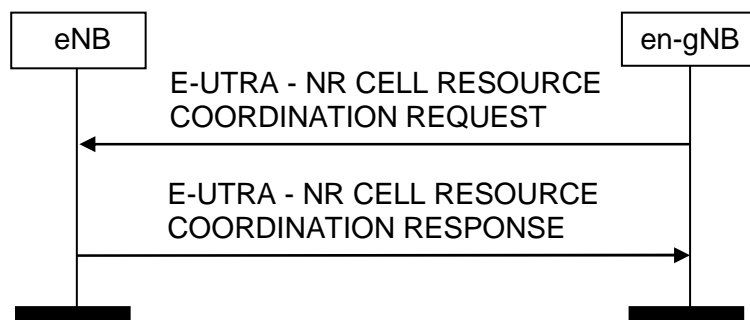 eNB
en-gNB
E-UTRA - NR CELL RESOURCE
COORDINATION REQUEST
E-UTRA - NR CELL RESOURCE
COORDINATION RESPONSE